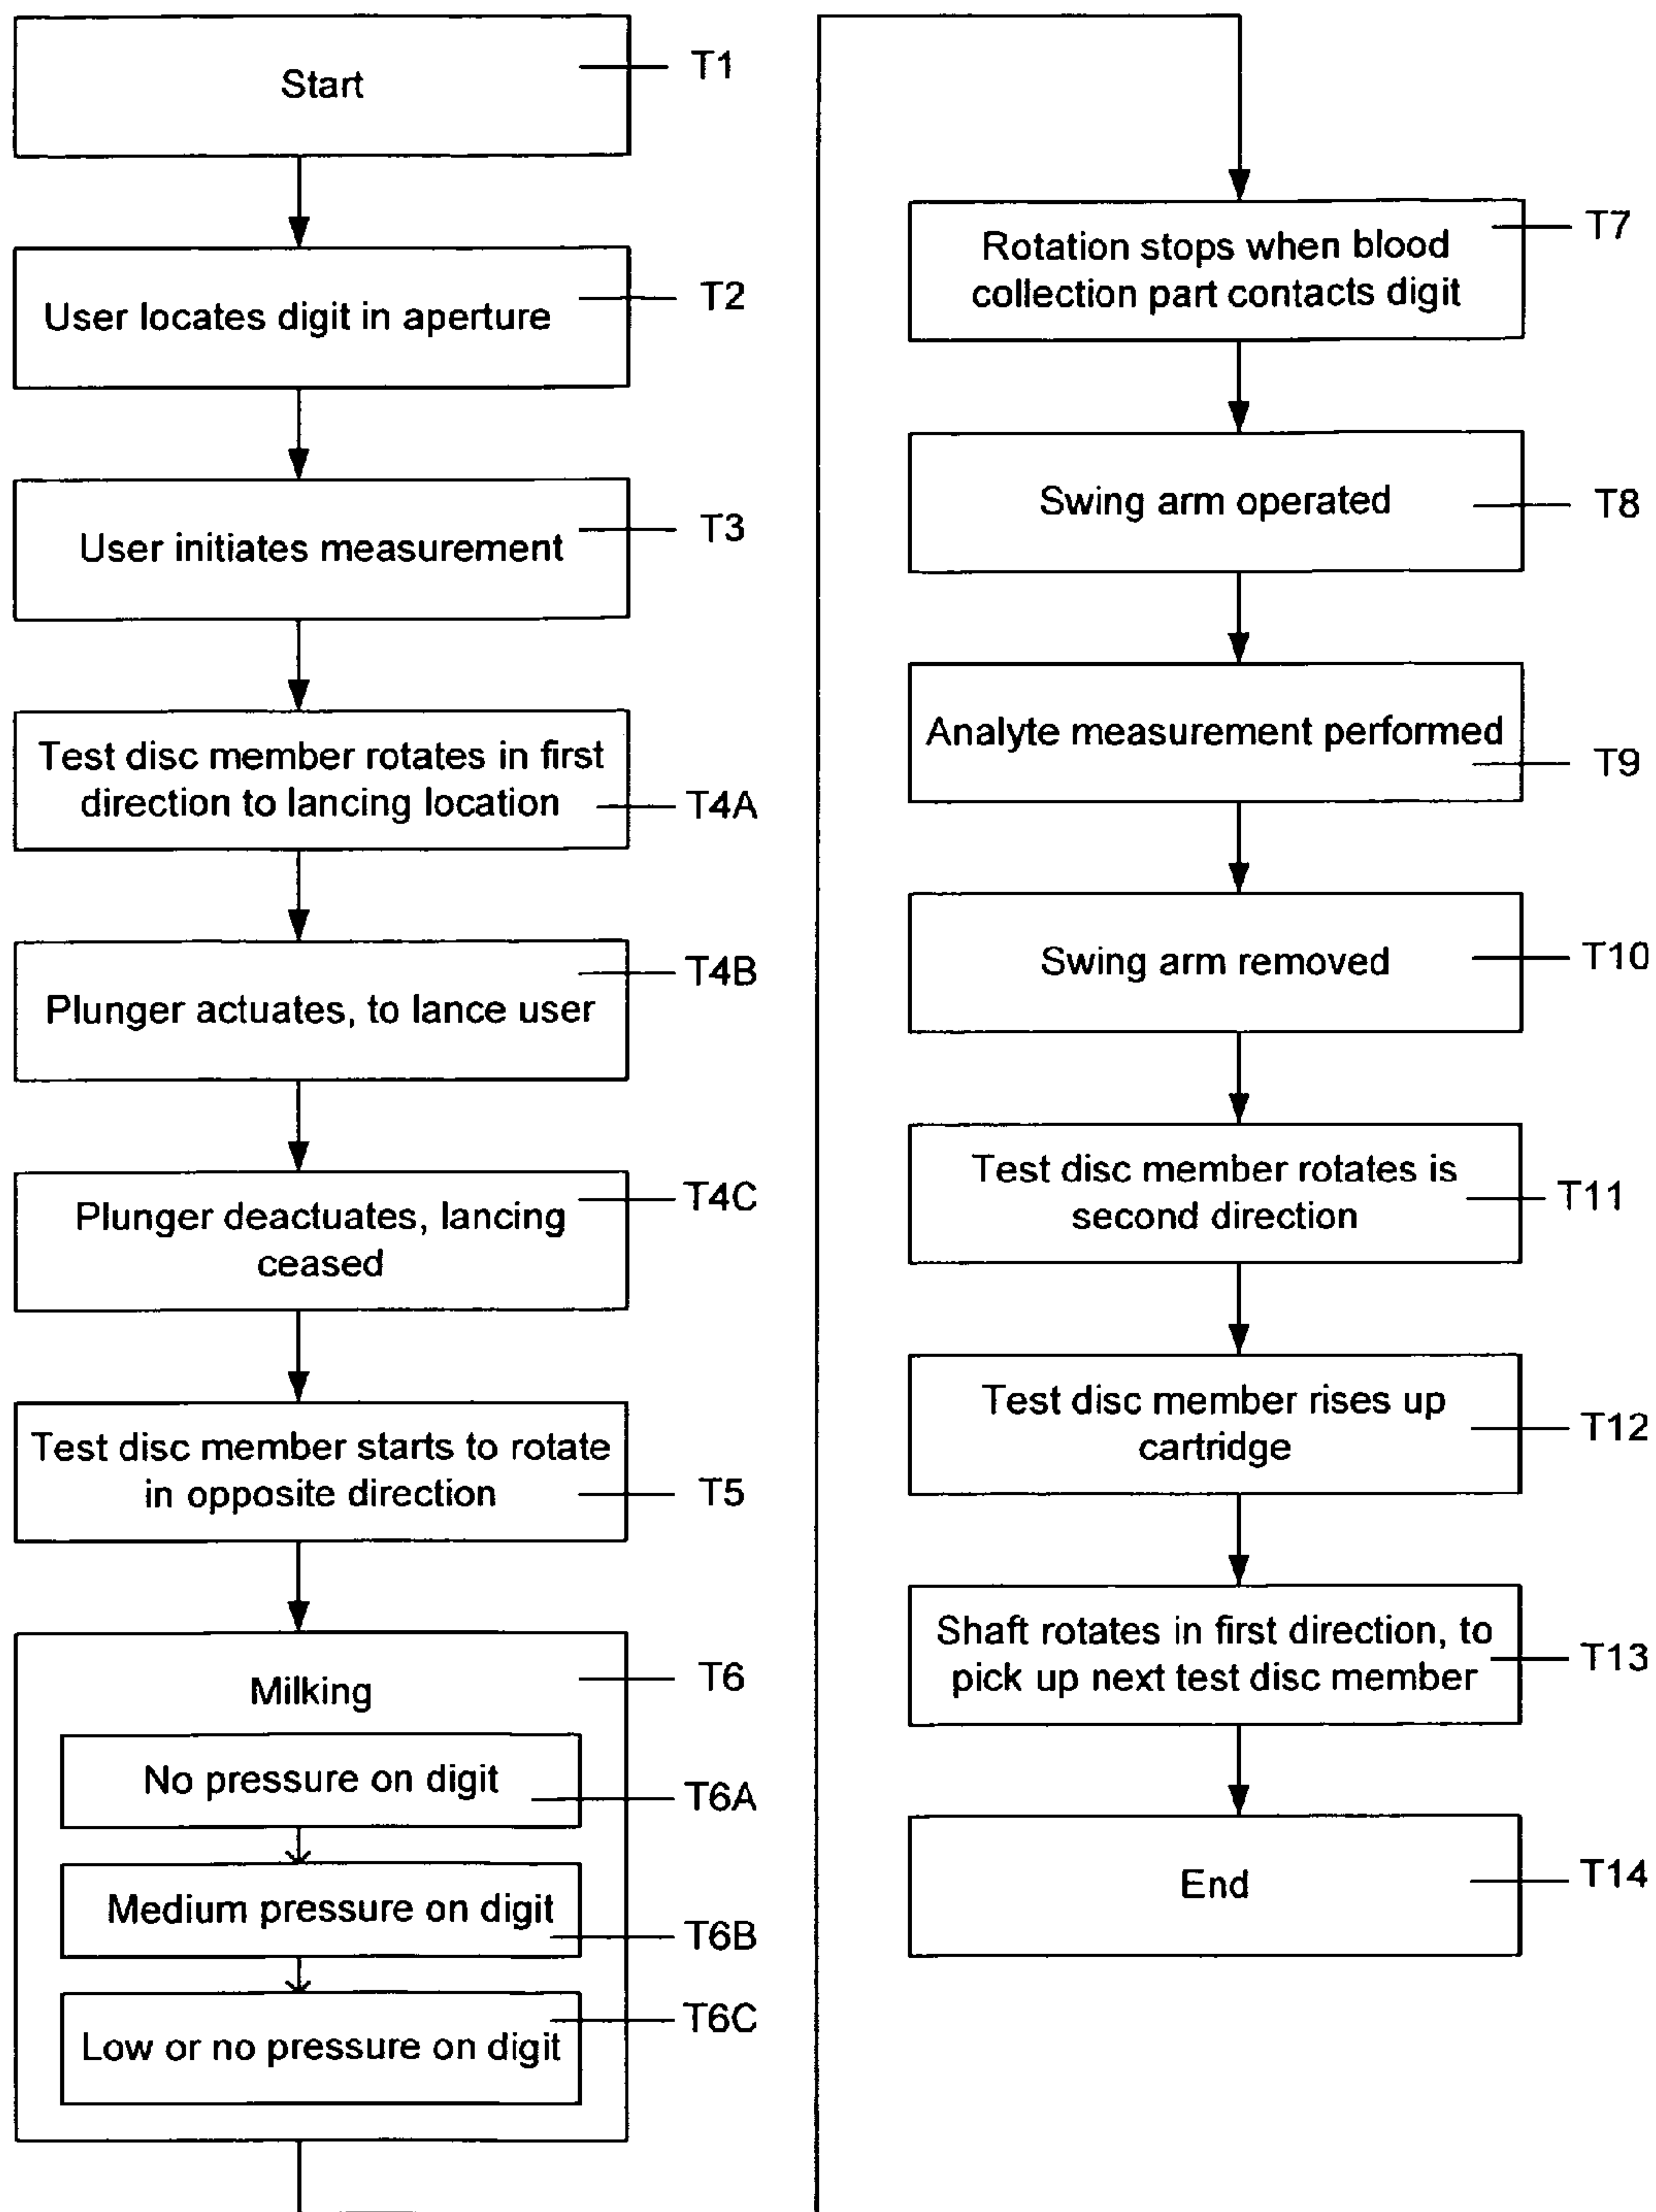 Start
T1
User locates digit in aperture
T2
User initiates measurement
T3
Test disc member rotates in first
direction to lancing location
T4A
Plunger actuates, to lance user
T4B
Plunger deactuates, lancing
ceased
T4C
Test disc member starts to rotate
in opposite direction
T5
Milking
T6
No pressure on digit
T6A
Medium pressure on digit
T6B
Low or no pressure on digit
T6C
Rotation stops when blood
collection part contacts digit
T7
Swing arm operated
T8
Analyte measurement performed
T9
Swing arm removed
T10
Test disc member rotates is
second direction
T11
Test disc member rises up
cartridge
T12
Shaft rotates in first direction, to
pick up next test disc member
T13
End
T14